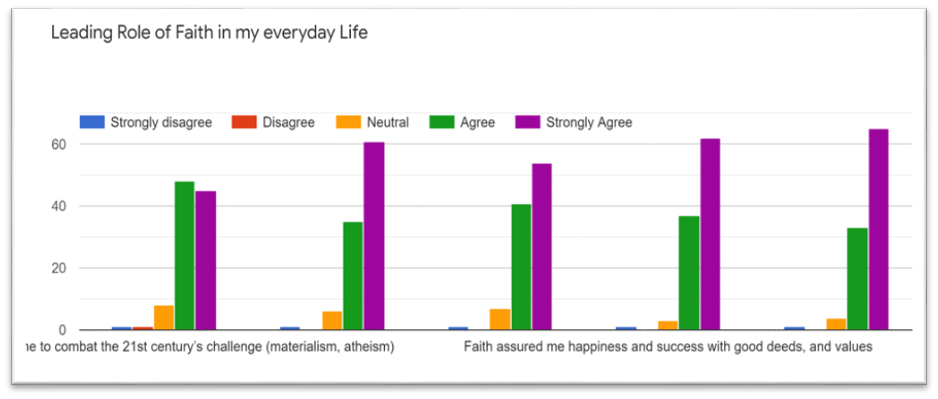 Leading Role of Faith in my everyday Life
Strongly disagree Disagree Neutral Agree Strongly Agree
60
40
20
0
to combat the 21st century's challenge (materialism, atheism) Faith assured me happiness and success with good deeds, and values